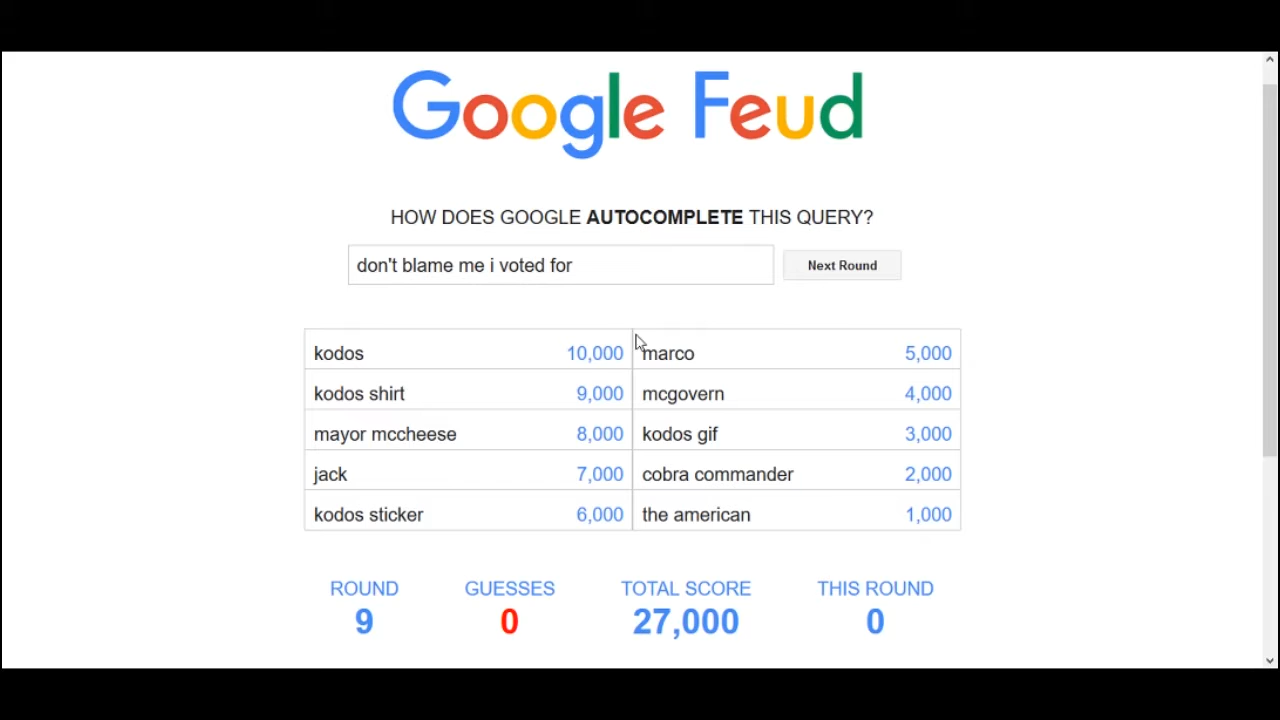 Google Feud
HOW DOES GOOGLE AUTOCOMPLETE THIS QUERY?
don't blame me i voted for
Next Round
kodos 10,000 marco 5,000
kodos shirt 9,000 mcgovern 4,000
mayor mccheese 8,000 kodos gif 3,000
jack 7,000 cobra commander 2,000
kodos sticker 6,000 the american 1,000
ROUND GUESSES TOTAL SCORE THIS ROUND
9 0 27,000 0